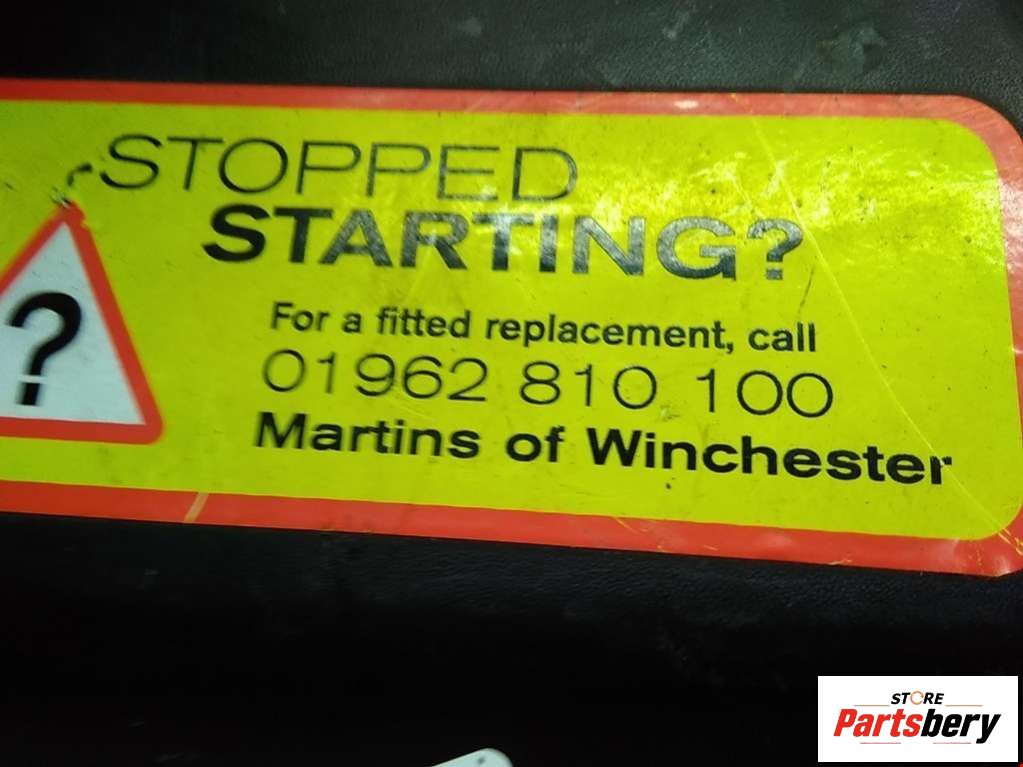 STOPPED
STARTING?
?
For a fitted replacement, call
01962 810 100
Martins of Winchester
STORE
Partsbery